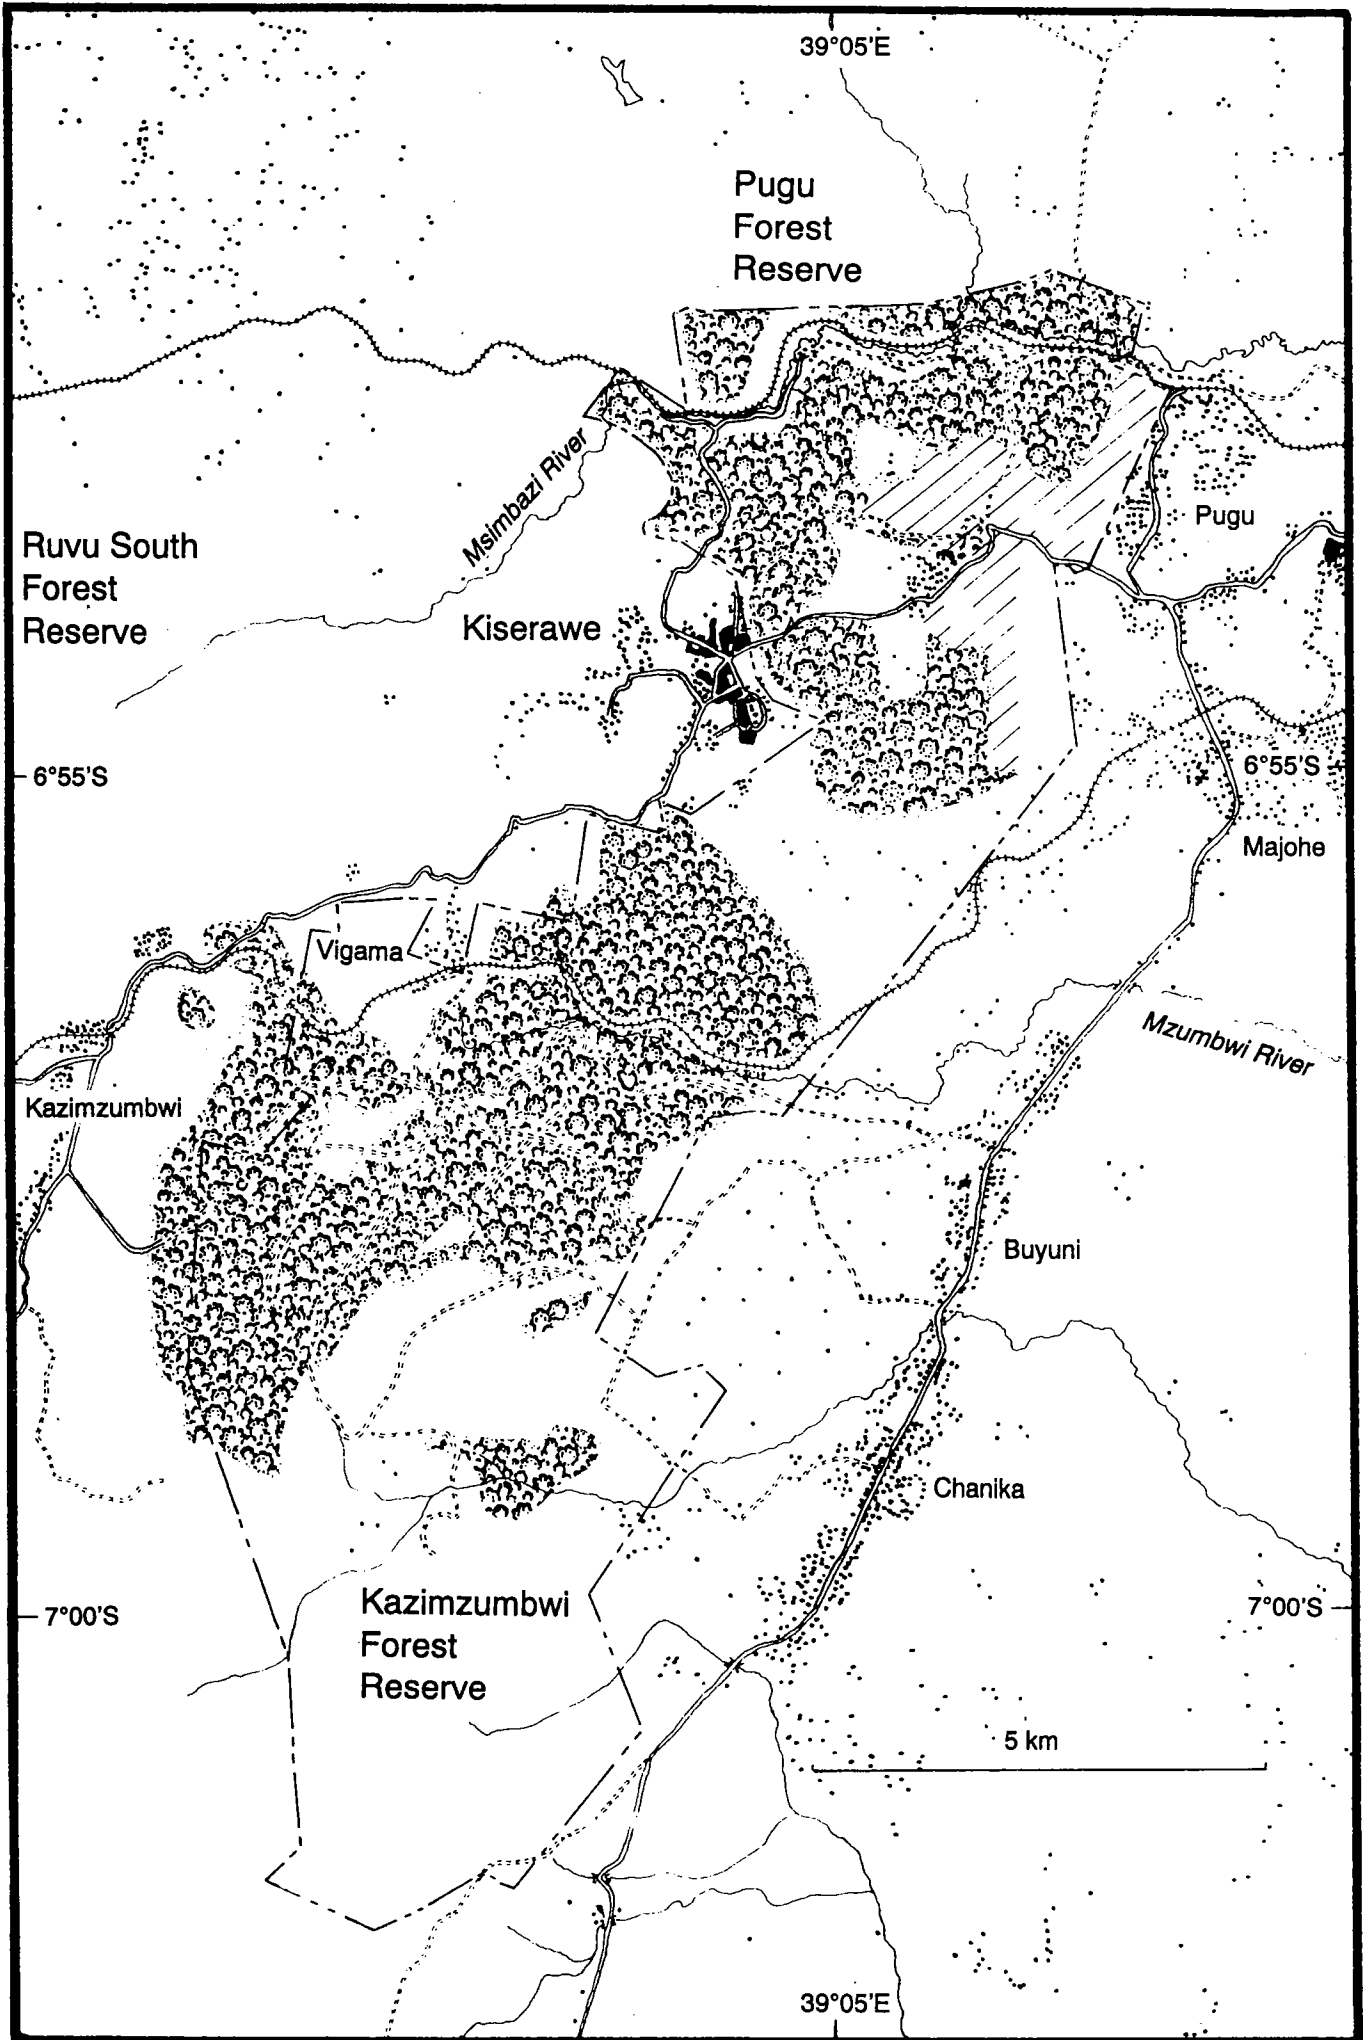 39°05'E
Pugu
Forest
Reserve
Msimbazi River
Pugu
Ruvu South
Forest
Reserve
Kiserawe
6°55'S
6°55'S
Majohe
Vigama
Mzumbwi River
Kazimzumbwi
Buyuni
Chanika
Kazimzumbwi
Forest
Reserve
7°00'S
7°00'S
5 km
39°05'E